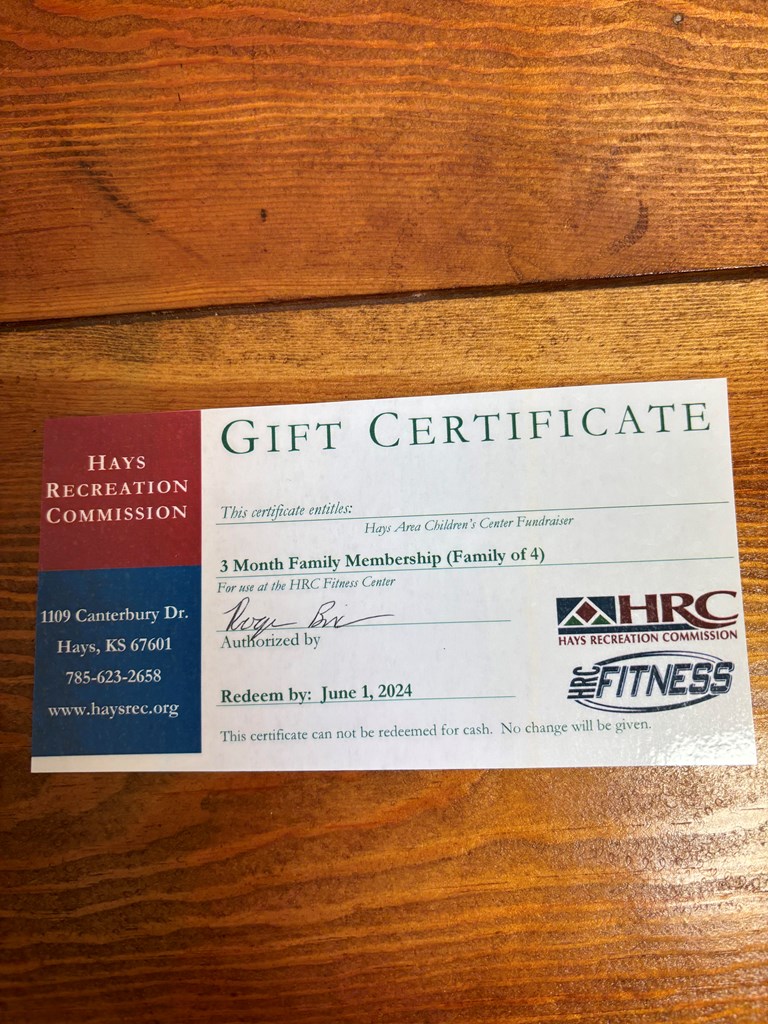 HAYS
RECREATION
COMMISSION
1109 Canterbury Dr.
Hays, KS 67601
785-623-2658
www.haysrec.org
GIFT CERTIFICATE
This certificate entitles:
Hays Area Children's Center Fundraiser
3 Month Family Membership (Family of 4)
For use at the HRC Fitness Center
Authorized by
Redeem by: June 1, 2024
This certificate can not be redeemed for cash. No change will be given.
HRC
HAYS RECREATION COMMISSION
HRC FITNESS